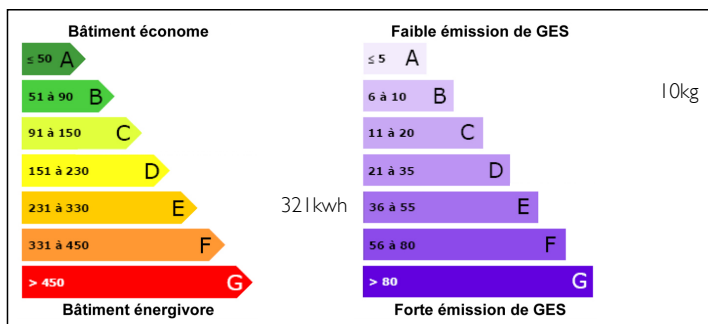 Bâtiment économe
≤ 50 A
51 à 90 B
91 à 150 C
151 à 230 D
231 à 330 E
321kwh
331 à 450 F
> 450 G
Bâtiment énergivore
Faible émission de GES
≤ 5 A
6 à 10 B
10kg
11 à 20 C
21 à 35 D
36 à 55 E
56 à 80 F
> 80 G
Forte émission de GES